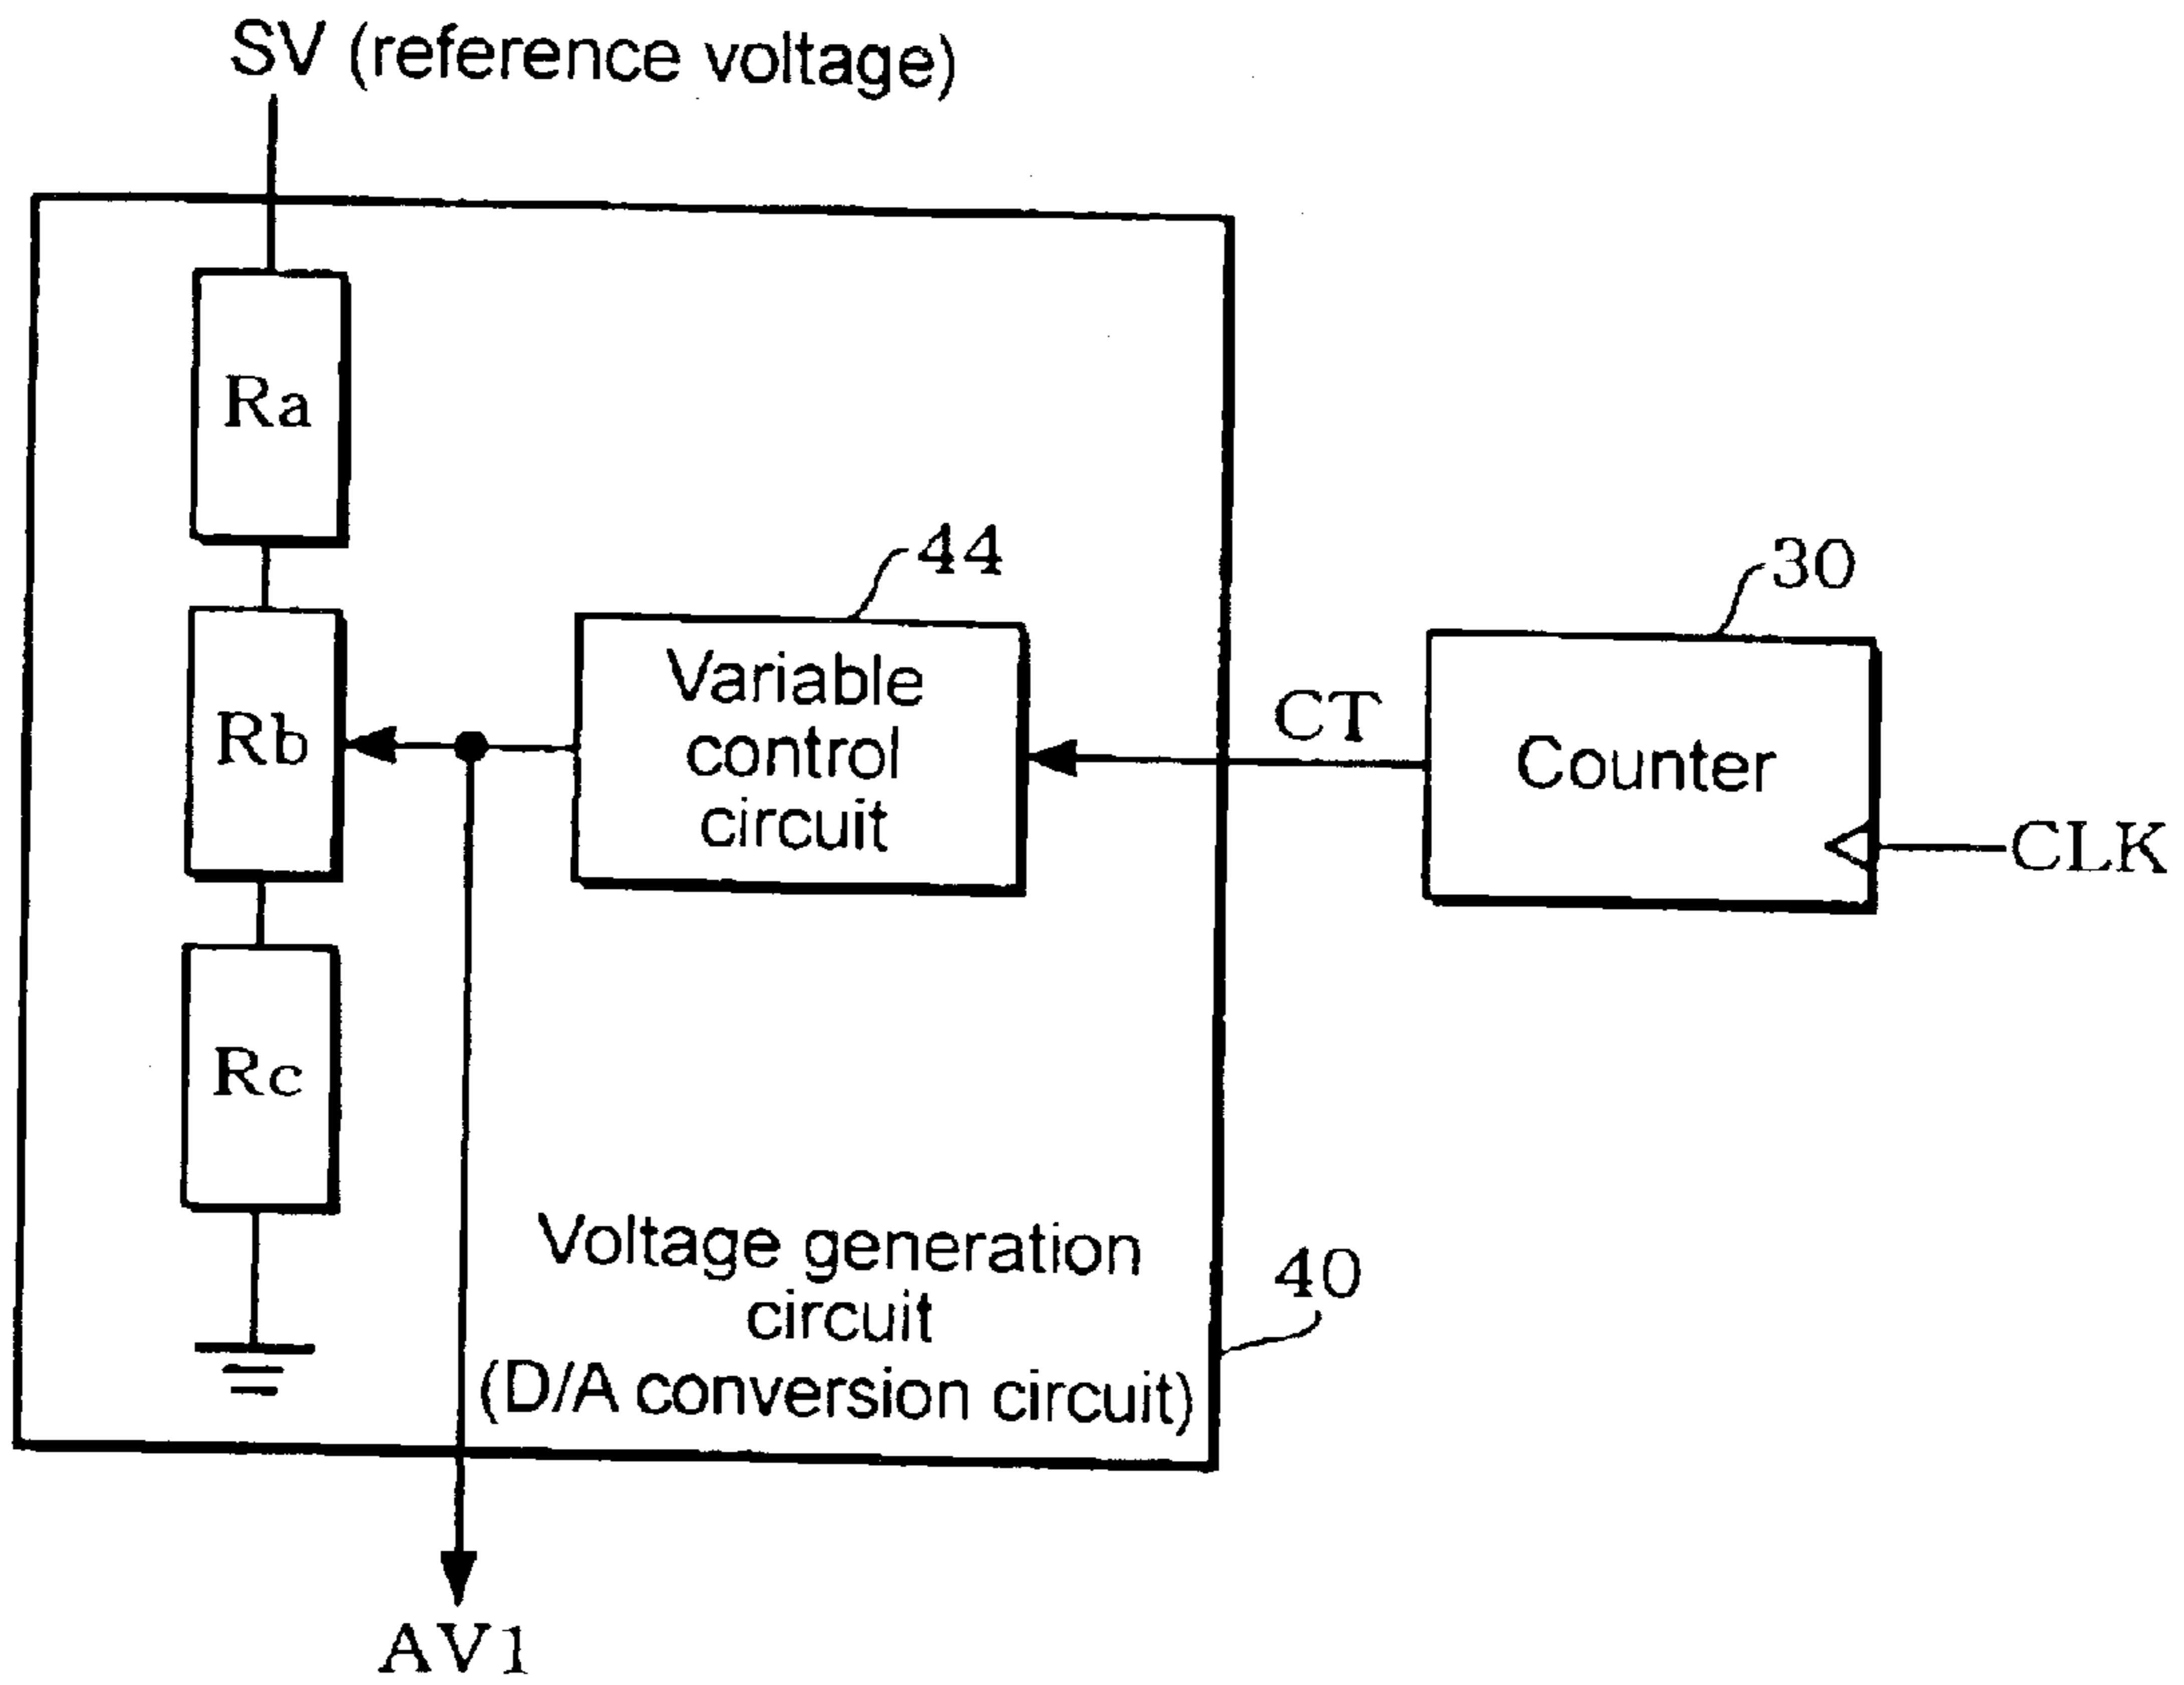 SV (reference voltage)
Ra
44
30
Rb
Variable
control
circuit
CT
Counter
CLK
Rc
Voltage generation
circuit
(D/A conversion circuit)
40
AV1